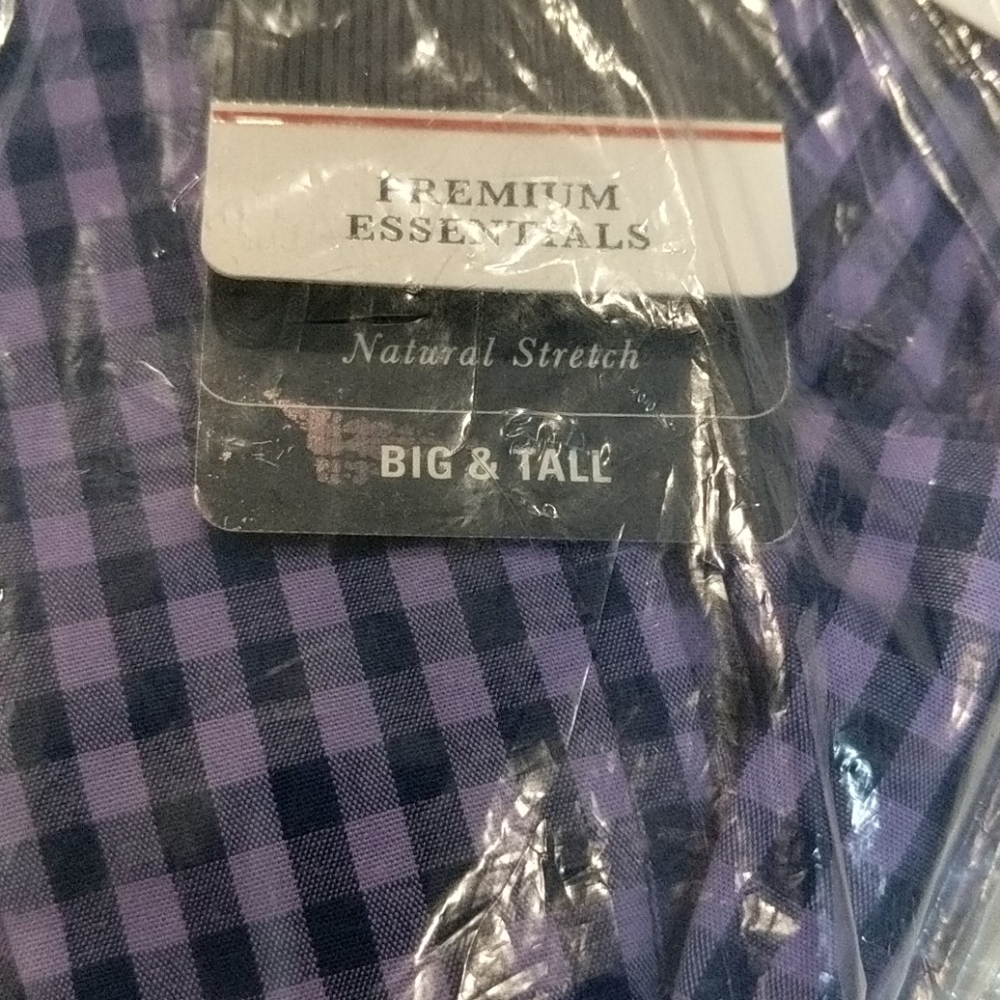 PREMIUM
ESSENTIALS
Natural Stretch
BIG & TALL